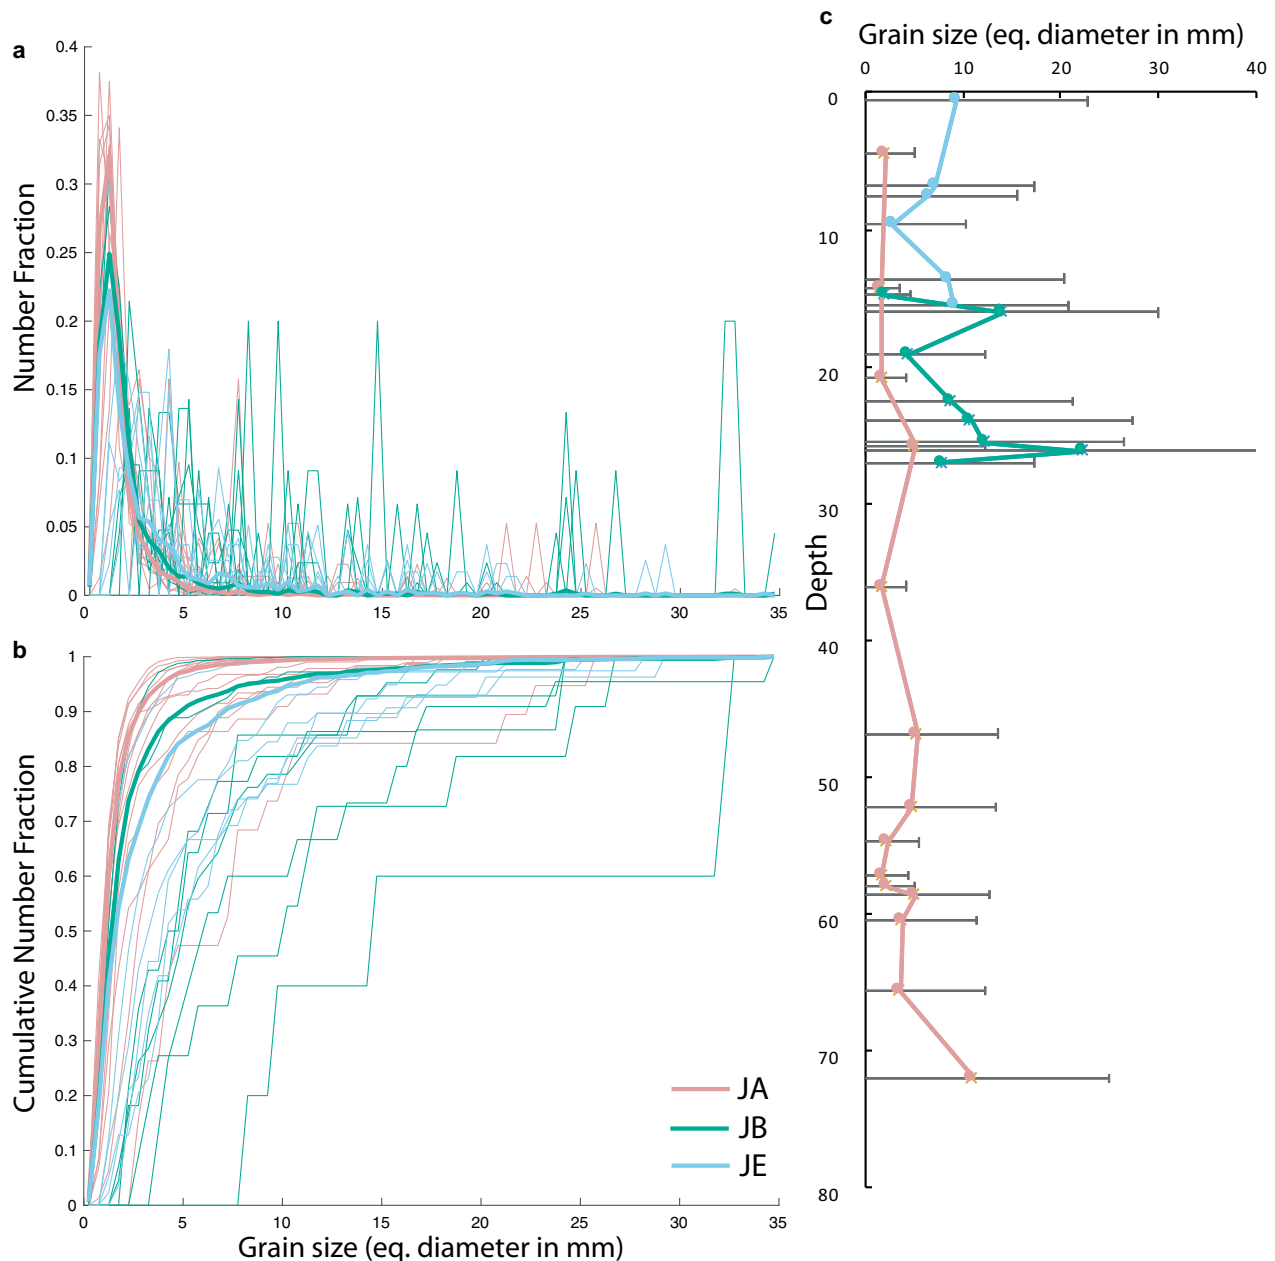 a
0.4
0.35
0.3
0.25
0.2
0.15
0.1
0.05
0
Number Fraction
0 5 10 15 20 25 30 35
b
1
0.9
0.8
0.7
0.6
0.5
0.4
0.3
0.2
0.1
0
Cumulative Number Fraction
JA
JB
JE
0 5 10 15 20 25 30 35
Grain size (eq. diameter in mm)
c
Grain size (eq. diameter in mm)
0 10 20 30 40
0
10
20
30
40
50
60
70
80
Depth